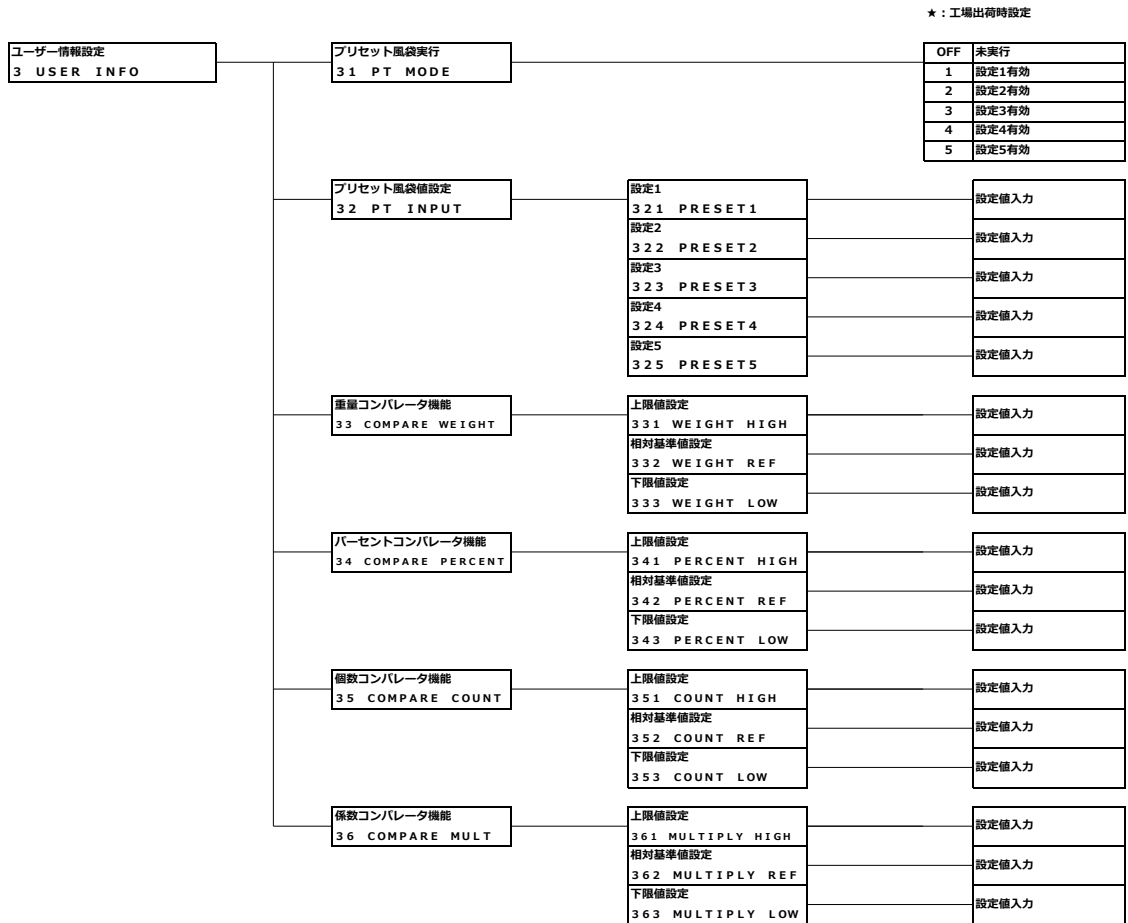 ★：工場出荷時設定
ユーザー情報設定
3 USER INFO
プリセット風袋実行
31 PT MODE
OFF 未実行
1 設定1有効
2 設定2有効
3 設定3有効
4 設定4有効
5 設定5有効
プリセット風袋値設定
32 PT INPUT
設定1
321 PRESET1
設定値入力
設定2
322 PRESET2
設定値入力
設定3
323 PRESET3
設定値入力
設定4
324 PRESET4
設定値入力
設定5
325 PRESET5
設定値入力
重量コンパレータ機能
33 COMPARE WEIGHT
上限値設定
331 WEIGHT HIGH
設定値入力
相対基準値設定
332 WEIGHT REF
設定値入力
下限値設定
333 WEIGHT LOW
設定値入力
パーセントコンパレータ機能
34 COMPARE PERCENT
上限値設定
341 PERCENT HIGH
設定値入力
相対基準値設定
342 PERCENT REF
設定値入力
下限値設定
343 PERCENT LOW
設定値入力
個数コンパレータ機能
35 COMPARE COUNT
上限値設定
351 COUNT HIGH
設定値入力
相対基準値設定
352 COUNT REF
設定値入力
下限値設定
353 COUNT LOW
設定値入力
係数コンパレータ機能
36 COMPARE MULT
上限値設定
361 MULTIPLY HIGH
設定値入力
相対基準値設定
362 MULTIPLY REF
設定値入力
下限値設定
363 MULTIPLY LOW
設定値入力